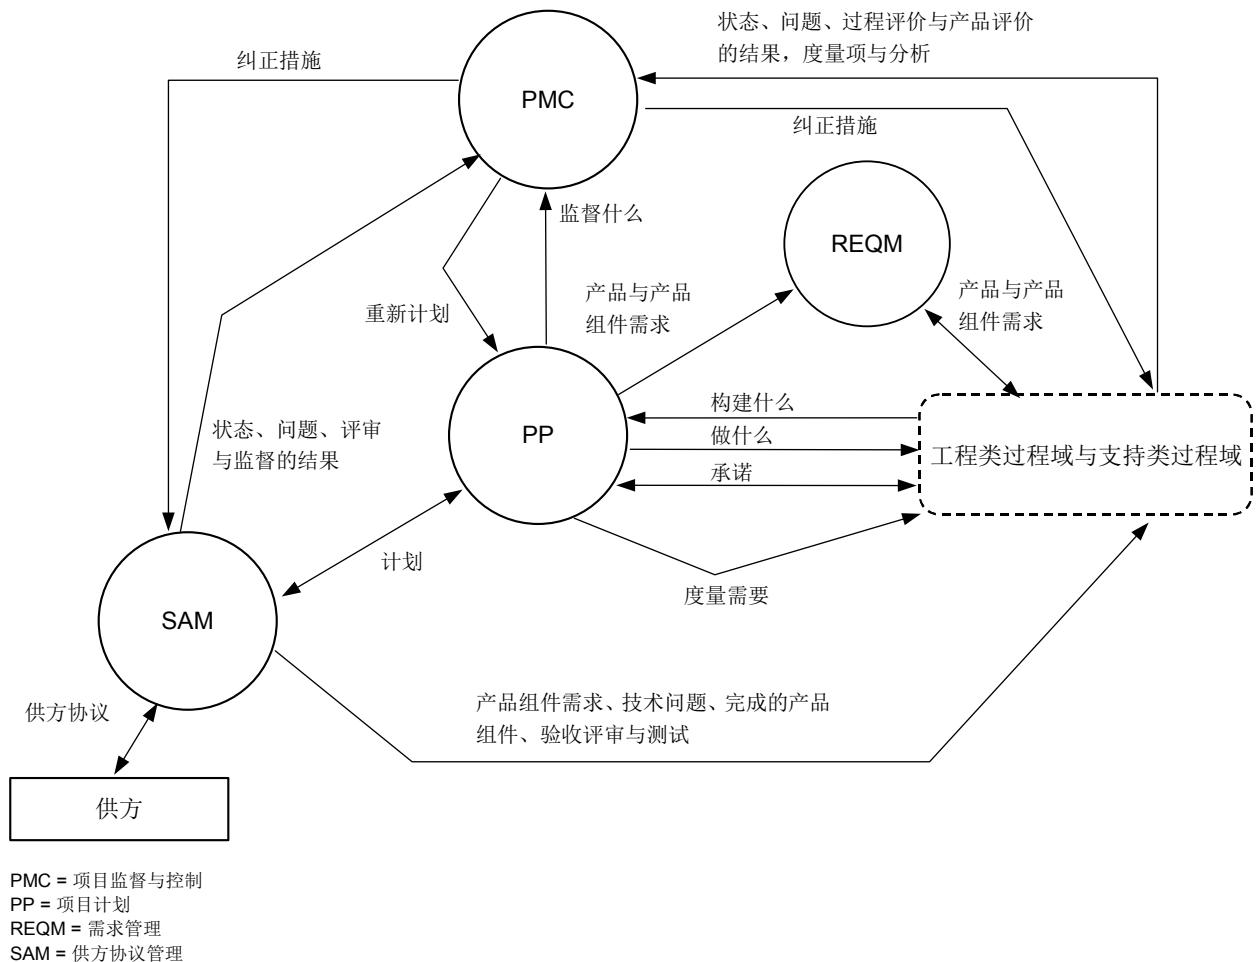 状态、问题、过程评价与产品评价
的结果，度量项与分析
纠正措施
PMC
纠正措施
监督什么
REQM
产品与产品
组件需求
产品与产品
组件需求
重新计划
构建什么
状态、问题、评审
与监督的结果
PP
做什么
工程类过程域与支持类过程域
承诺
计划
度量需要
SAM
产品组件需求、技术问题、完成的产品
组件、验收评审与测试
供方协议
供方
PMC = 项目监督与控制
PP = 项目计划
REQM = 需求管理
SAM = 供方协议管理